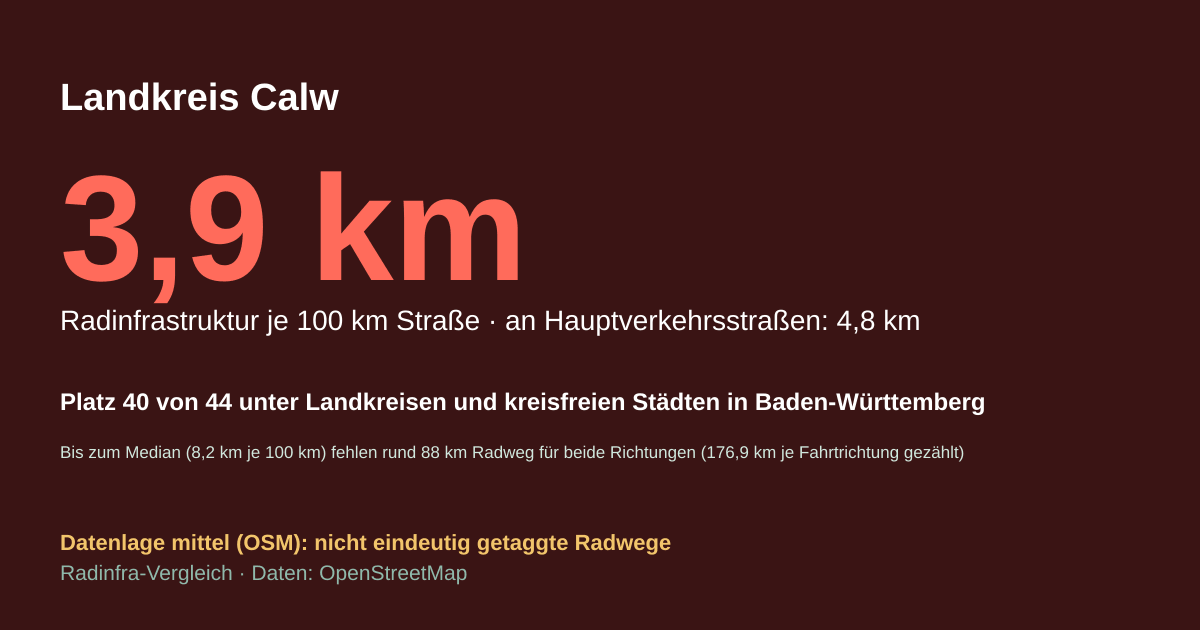 Landkreis Calw
3,9 km
Radinfrastruktur je 100 km Straße · an Hauptverkehrsstraßen: 4,8 km
Platz 40 von 44 unter Landkreisen und kreisfreien Städten in Baden-Württemberg
Bis zum Median (8,2 km je 100 km) fehlen rund 88 km Radweg für beide Richtungen (176,9 km je Fahrtrichtung gezählt)
Datenlage mittel (OSM): nicht eindeutig getaggte Radwege
Radinfra-Vergleich · Daten: OpenStreetMap